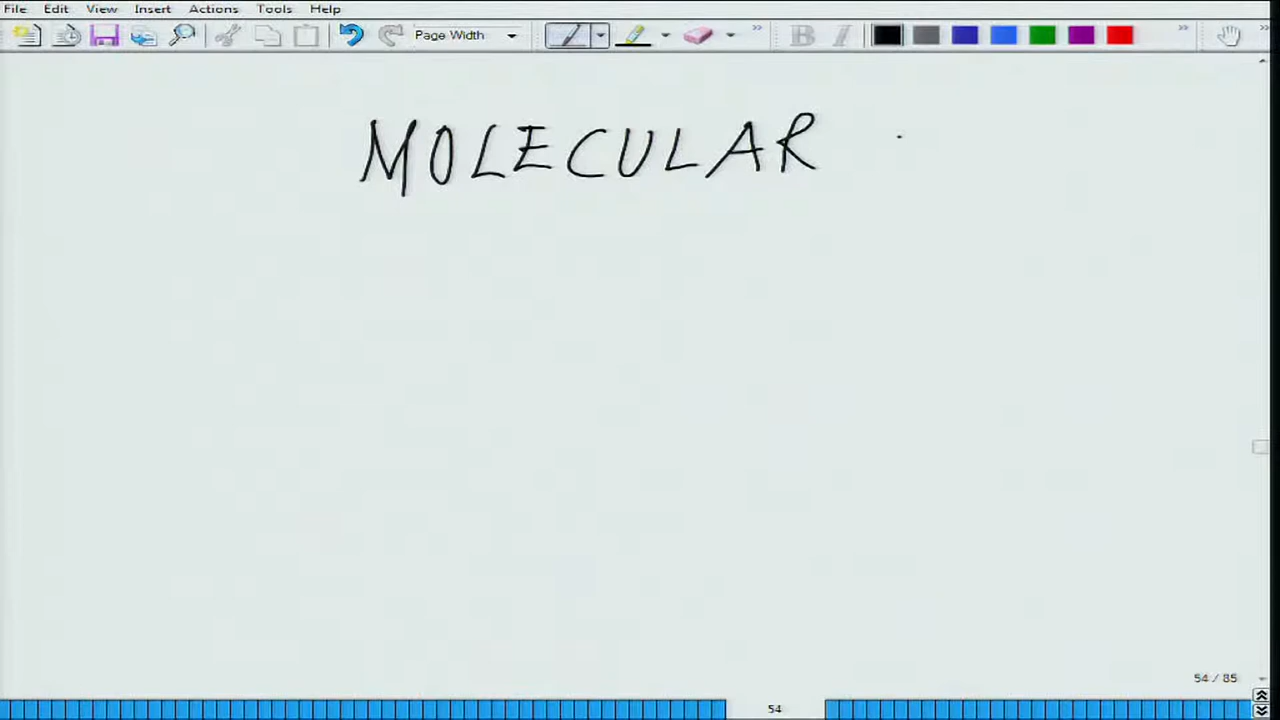 File Edit View Insert Actions Tools Help
Page Width B I
MOLECULAR
54 / 85
54